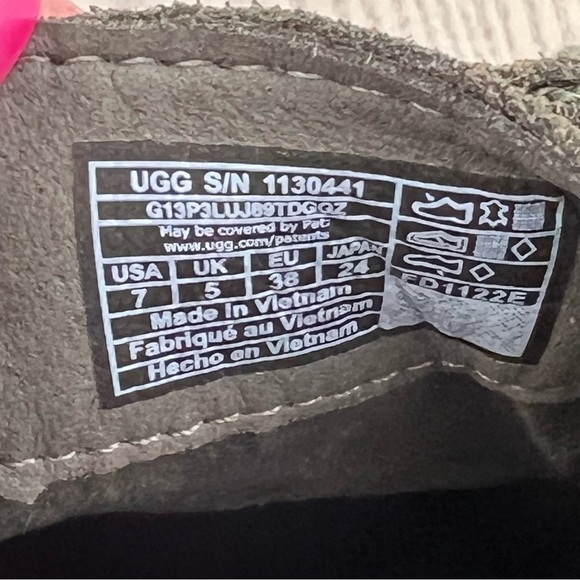 UGG S/N 1130441
G13P3LUJ89TDGQZ
May be covered by Pat:
www.ugg.com/patents
USA UK EU JAPAN
7 5 38 24
FD1122E
Made in Vietnam
Fabriqué au Vietnam
Hecho en Vietnam